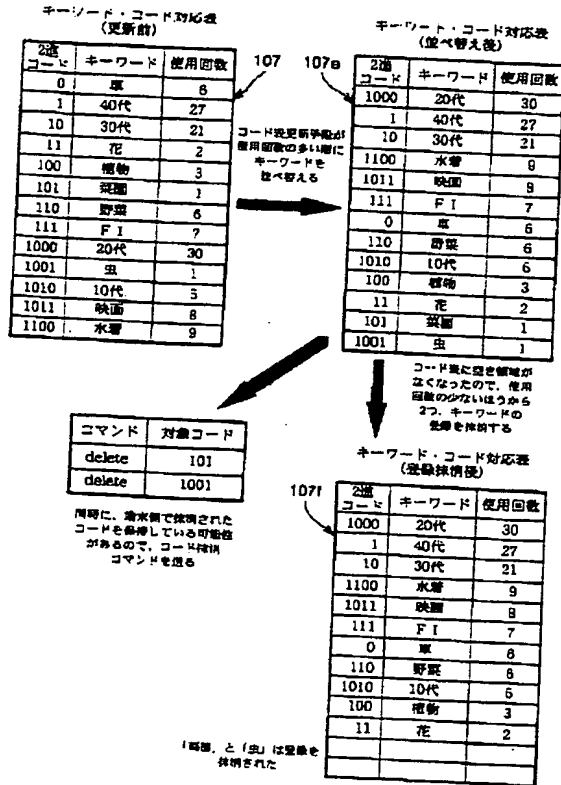 キーワード・コード対応表
(更新前)
107
2進コード キーワード 使用回数
0 車 6
1 40代 27
10 30代 21
11 花 2
100 植物 3
101 菜園 1
110 野菜 6
111 FI 7
1000 20代 30
1001 虫 1
1010 10代 6
1011 映画 8
1100 水着 9
コード表更新手段が
使用回数の多い順に
キーワードを
並べ替える
キーワード・コード対応表
(並べ替え後)
107e
2進コード キーワード 使用回数
1000 20代 30
1 40代 27
10 30代 21
1100 水着 9
1011 映画 8
111 FI 7
0 車 6
110 野菜 6
1010 10代 6
100 植物 3
11 花 2
101 菜園 1
1001 虫 1
コード表に空き領域が
なくなったので、使用
回数の少ないほうから
2つ、キーワードの
登録を抹消する
コマンド 対象コード
delete 101
delete 1001
同時に、端末側で抹消された
コードを保持している可能性
があるので、コード抹消
コマンドを送る
キーワード・コード対応表
(登録抹消後)
107f
2進コード キーワード 使用回数
1000 20代 30
1 40代 27
10 30代 21
1100 水着 9
1011 映画 8
111 FI 7
0 車 6
110 野菜 6
1010 10代 6
100 植物 3
11 花 2
「菜園」と「虫」は登録を
抹消された